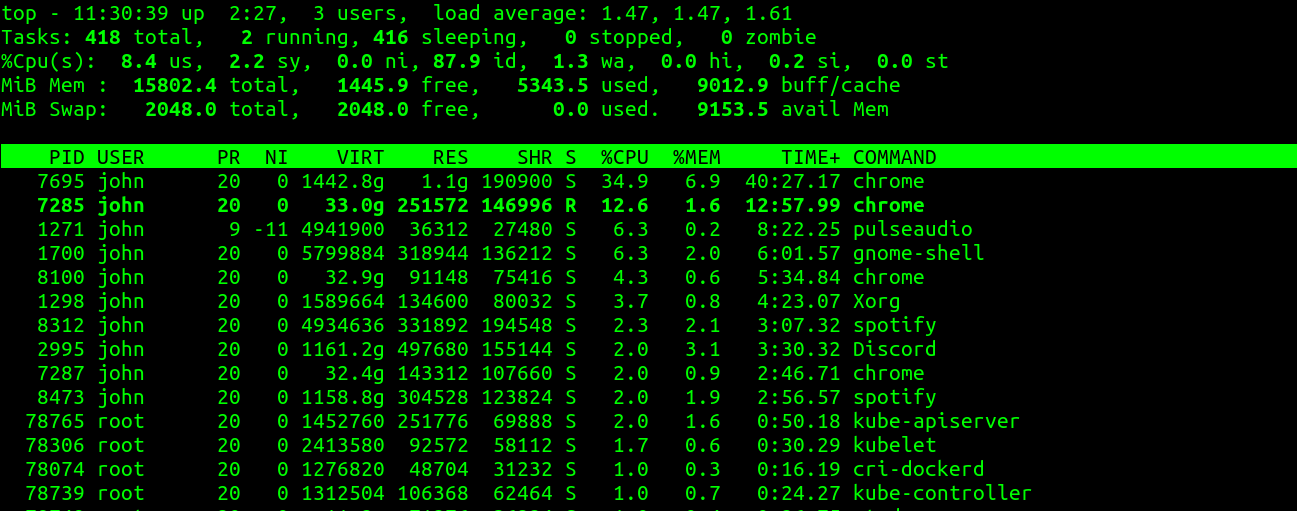 top - 11:30:39 up  2:27,  3 users,  load average: 1.47, 1.47, 1.61
Tasks: 418 total,   2 running, 416 sleeping,   0 stopped,   0 zombie
%Cpu(s):  8.4 us,  2.2 sy,  0.0 ni, 87.9 id,  1.3 wa,  0.0 hi,  0.2 si,  0.0 st
MiB Mem :  15802.4 total,   1445.9 free,   5343.5 used,   9012.9 buff/cache
MiB Swap:   2048.0 total,   2048.0 free,      0.0 used.   9153.5 avail Mem
    PID USER      PR  NI    VIRT    RES    SHR S  %CPU  %MEM     TIME+ COMMAND
   7695 john      20   0 1442.8g   1.1g 190900 S  34.9   6.9  40:27.17 chrome
   7285 john      20   0   33.0g 251572 146996 R  12.6   1.6  12:57.99 chrome
   1271 john       9 -11 4941900  36312  27480 S   6.3   0.2   8:22.25 pulseaudio
   1700 john      20   0 5799884 318944 136212 S   6.3   2.0   6:01.57 gnome-shell
   8100 john      20   0   32.9g  91148  75416 S   4.3   0.6   5:34.84 chrome
   1298 john      20   0 1589664 134600  80032 S   3.7   0.8   4:23.07 Xorg
   8312 john      20   0 4934636 331892 194548 S   2.3   2.1   3:07.32 spotify
   2995 john      20   0 1161.2g 497680 155144 S   2.0   3.1   3:30.32 Discord
   7287 john      20   0   32.4g 143312 107660 S   2.0   0.9   2:46.71 chrome
   8473 john      20   0 1158.8g 304528 123824 S   2.0   1.9   2:56.57 spotify
  78765 root      20   0 1452760 251776  69888 S   2.0   1.6   0:50.18 kube-apiserver
  78306 root      20   0 2413580  92572  58112 S   1.7   0.6   0:30.29 kubelet
  78074 root      20   0 1276820  48704  31232 S   1.0   0.3   0:16.19 cri-dockerd
  78739 root      20   0 1312504 106368  62464 S   1.0   0.7   0:24.27 kube-controller